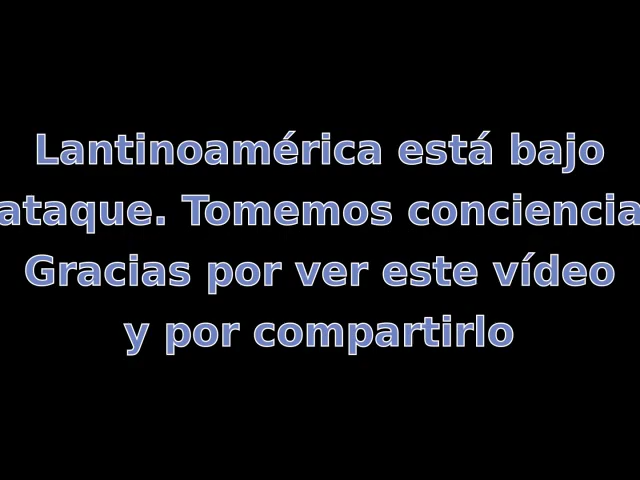 Lantinoamérica está bajo
ataque. Tomemos conciencia
Gracias por ver este vídeo
y por compartirlo